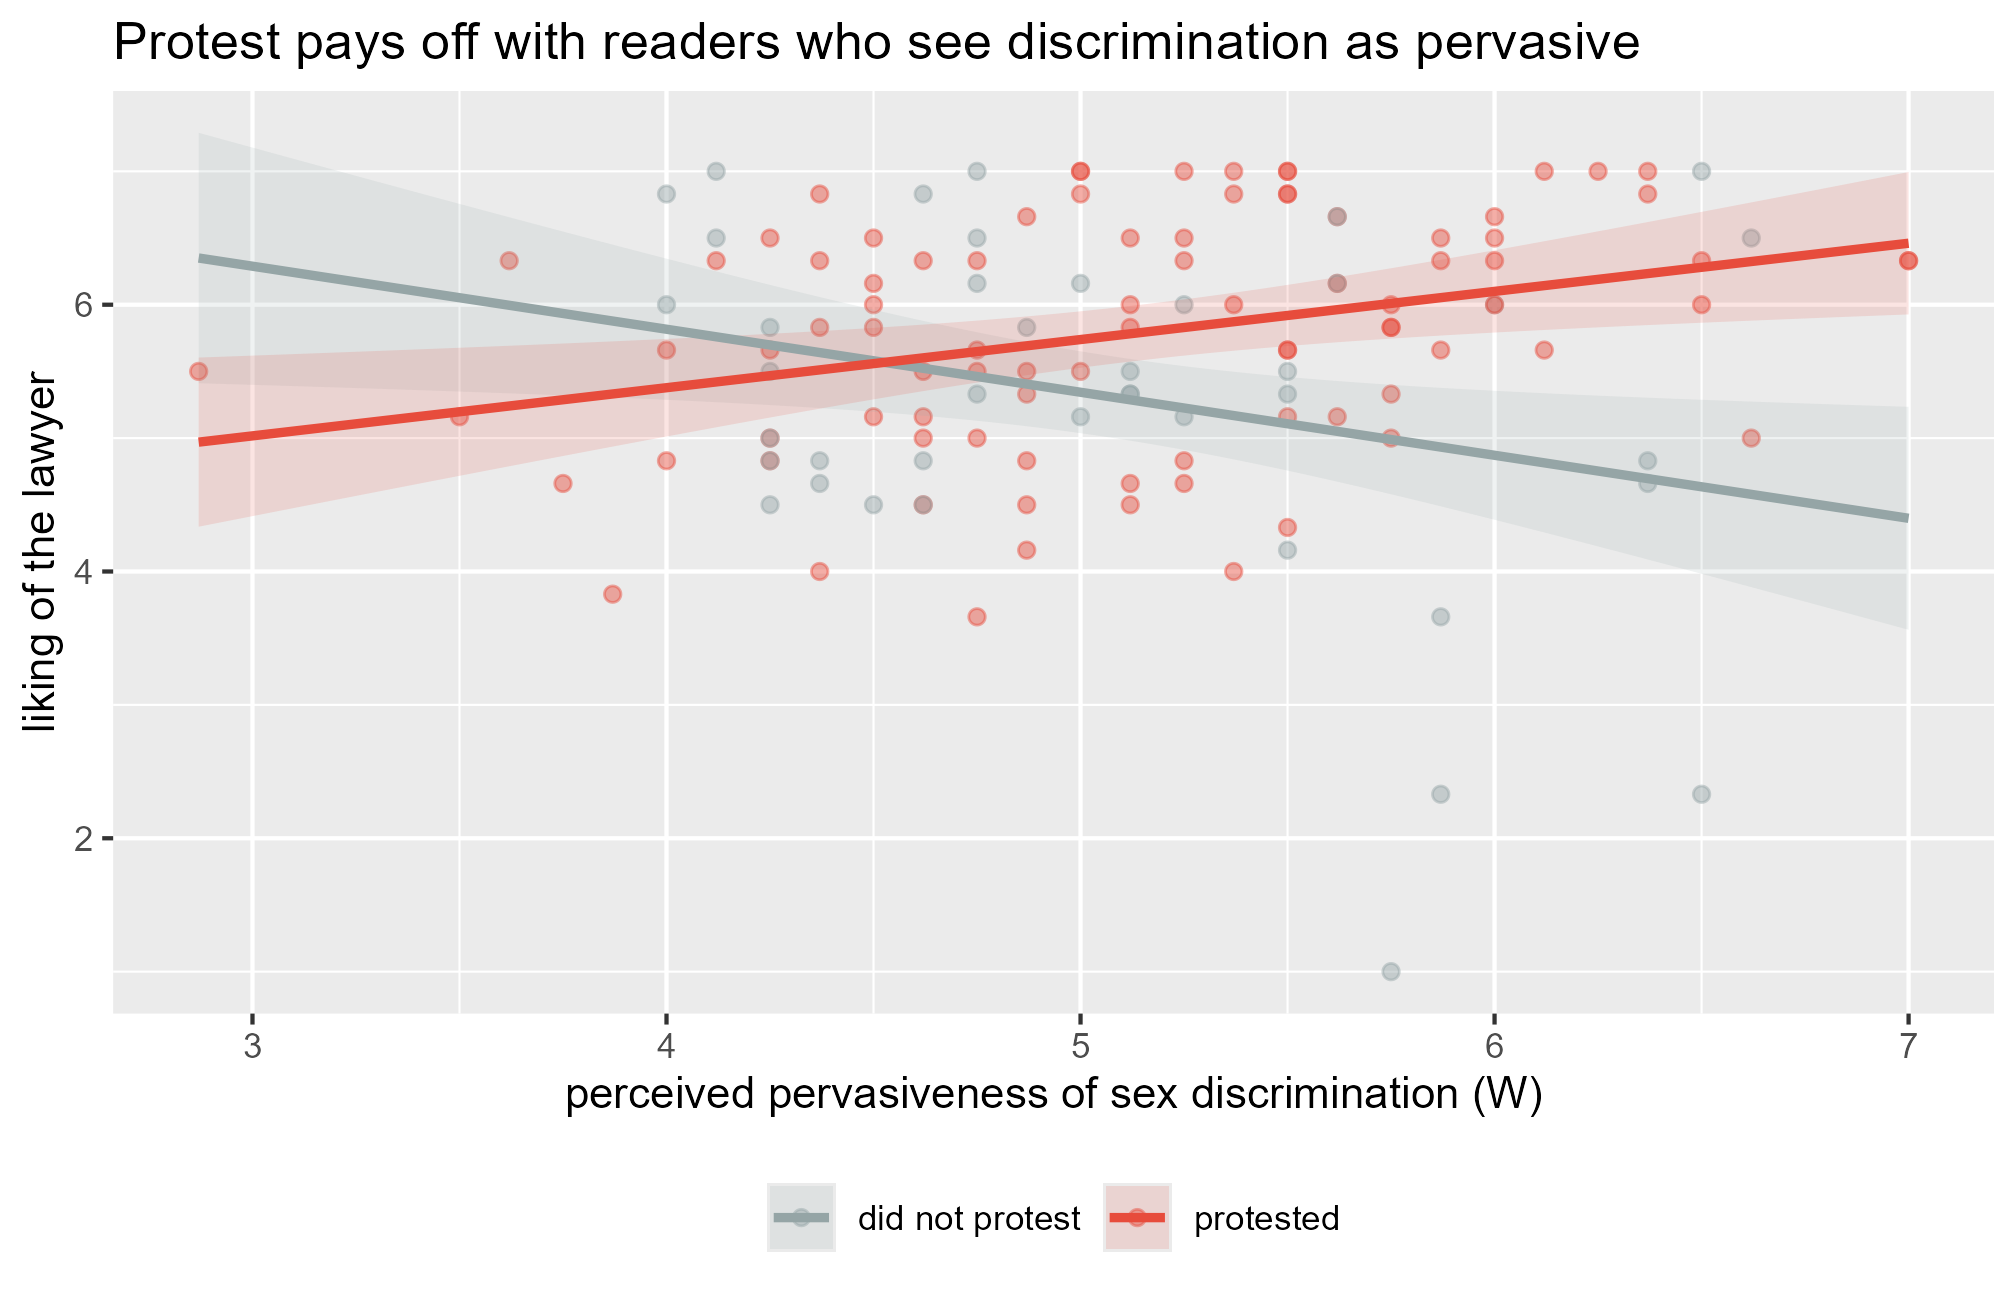 Protest pays off with readers who see discrimination as pervasive
liking of the lawyer
6
4
2
3 4 5 6 7
perceived pervasiveness of sex discrimination (W)
did not protest protested